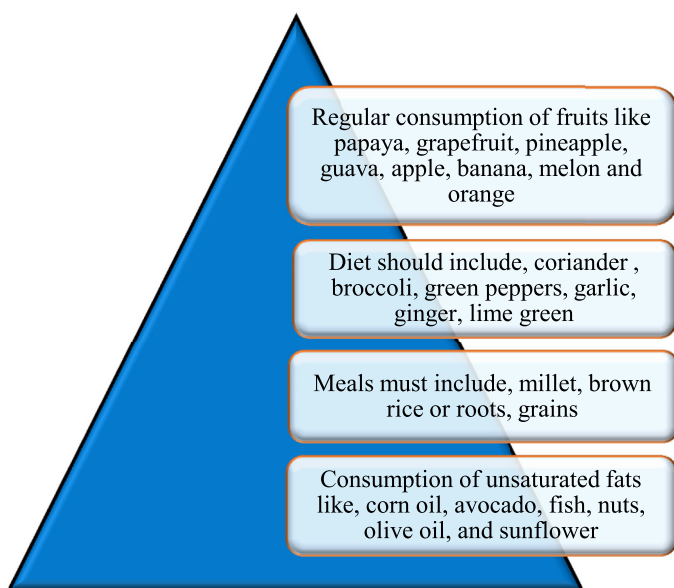 Regular consumption of fruits like
papaya, grapefruit, pineapple,
guava, apple, banana, melon and
orange
Diet should include, coriander ,
broccoli, green peppers, garlic,
ginger, lime green
Meals must include, millet, brown
rice or roots, grains
Consumption of unsaturated fats
like, corn oil, avocado, fish, nuts,
olive oil, and sunflower